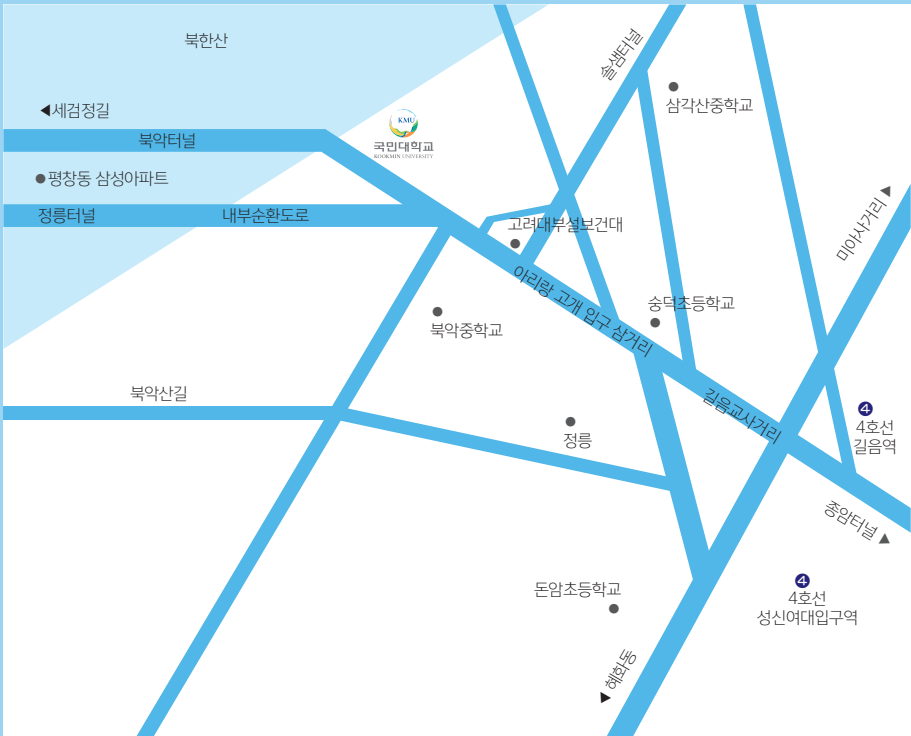 북한산
솔샘터널
◀세검정길
삼각산중학교
KMU
국민대학교
KOOKMIN UNIVERSITY
북악터널
●평창동 삼성아파트
정릉터널
내부순환도로
고려대부설보건대
미아사거리 ▲
아리랑 고개 입구 삼거리
숭덕초등학교
북악중학교
북악산길
길음교사거리
4
4호선
길음역
정릉
종암터널 ▲
4
4호선
성신여대입구역
돈암초등학교
◀ 혜화동